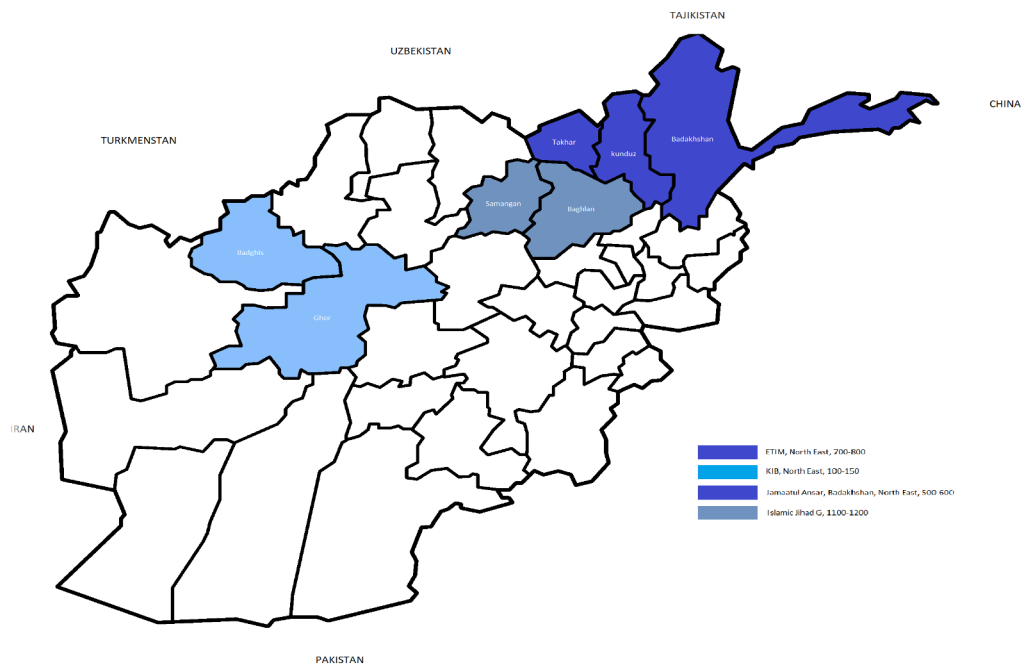 TAJIKISTAN
UZBEKISTAN
CHINA
TURKMENSTAN
Takhar
kunduz
Badakhshan
Samangan
Baghlan
Badghis
Ghor
IRAN
ETIM, North East, 700-800
KIB, North East, 100-150
Jamaatul Ansar, Badakhshan, North East, 500-600
Islamic Jihad G, 1100-1200
PAKISTAN